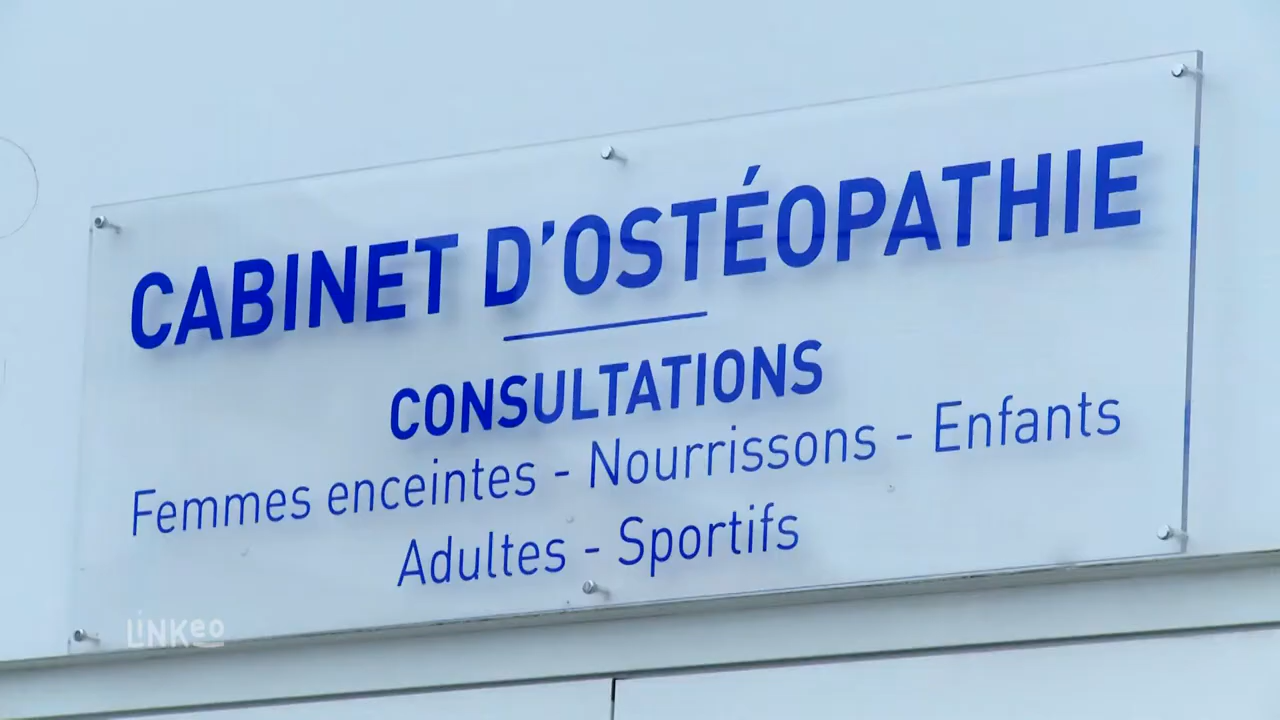 CABINET D'OSTÉOPATHIE
CONSULTATIONS
Femmes enceintes - Nourrissons - Enfants
Adultes - Sportifs
LINKeo